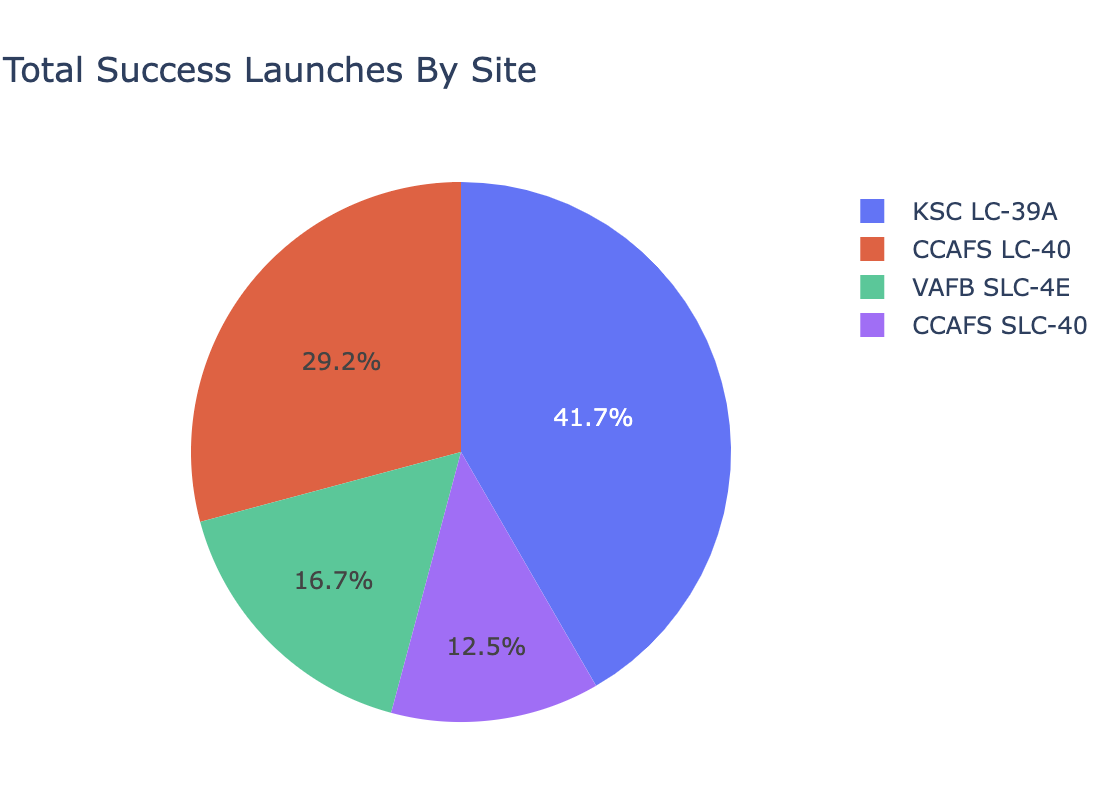 Total Success Launches By Site
KSC LC-39A
CCAFS LC-40
VAFB SLC-4E
CCAFS SLC-40
29.2%
41.7%
16.7%
12.5%